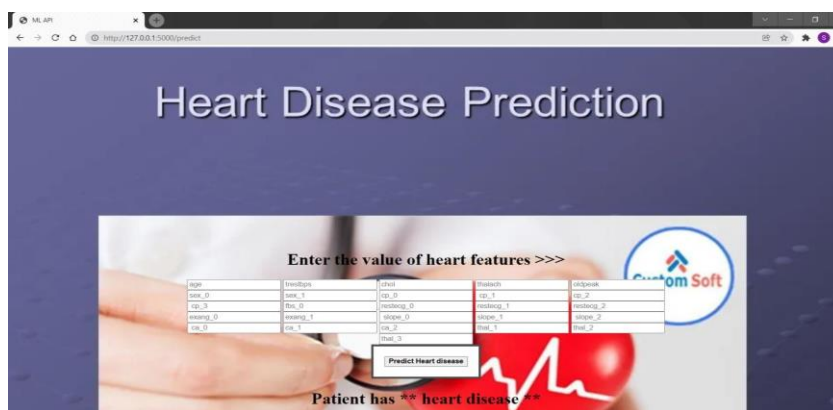 ML API
http://127.0.0.1:5000/predict
S
Heart Disease Prediction
Enter the value of heart features >>>
Custom Soft
age trestbps chol thalach oldpeak
sex_0 sex_1 cp_0 cp_1 cp_2
cp_3 fbs_0 restecg_0 restecg_1 restecg_2
exang_0 exang_1 slope_0 slope_1 slope_2
ca_0 ca_1 ca_2 thal_1 thal_2
thal_3
Predict Heart disease
Patient has ** heart disease **